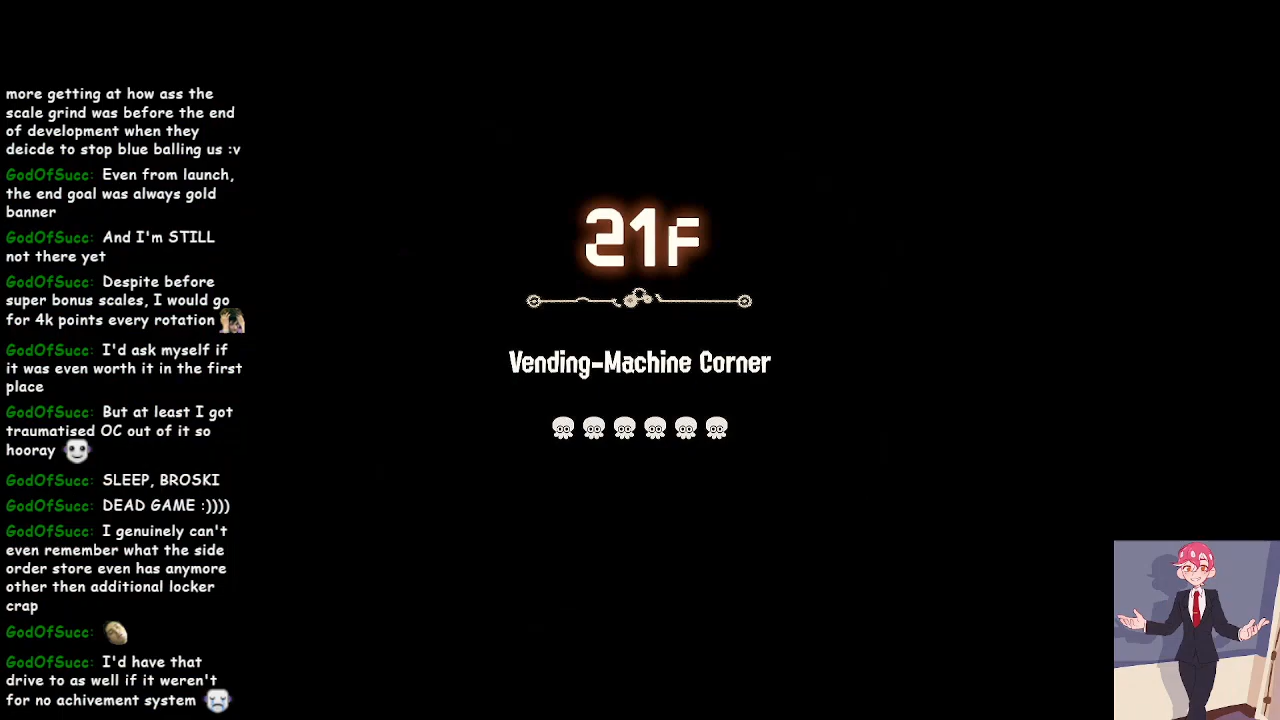 more getting at how ass the
scale grind was before the end
of development when they
deicde to stop blue balling us :v
GodOfSucc: Even from launch,
the end goal was always gold
banner
GodOfSucc: And I'm STILL
not there yet
GodOfSucc: Despite before
super bonus scales, I would go
for 4k points every rotation
GodOfSucc: I'd ask myself if
it was even worth it in the first
place
GodOfSucc: But at least I got
traumatised OC out of it so
hooray
GodOfSucc: SLEEP, BROSKI
GodOfSucc: DEAD GAME :))))
GodOfSucc: I genuinely can't
even remember what the side
order store even has anymore
other then additional locker
crap
GodOfSucc:
GodOfSucc: I'd have that
drive to as well if it weren't
for no achivement system
21F
Vending-Machine Corner